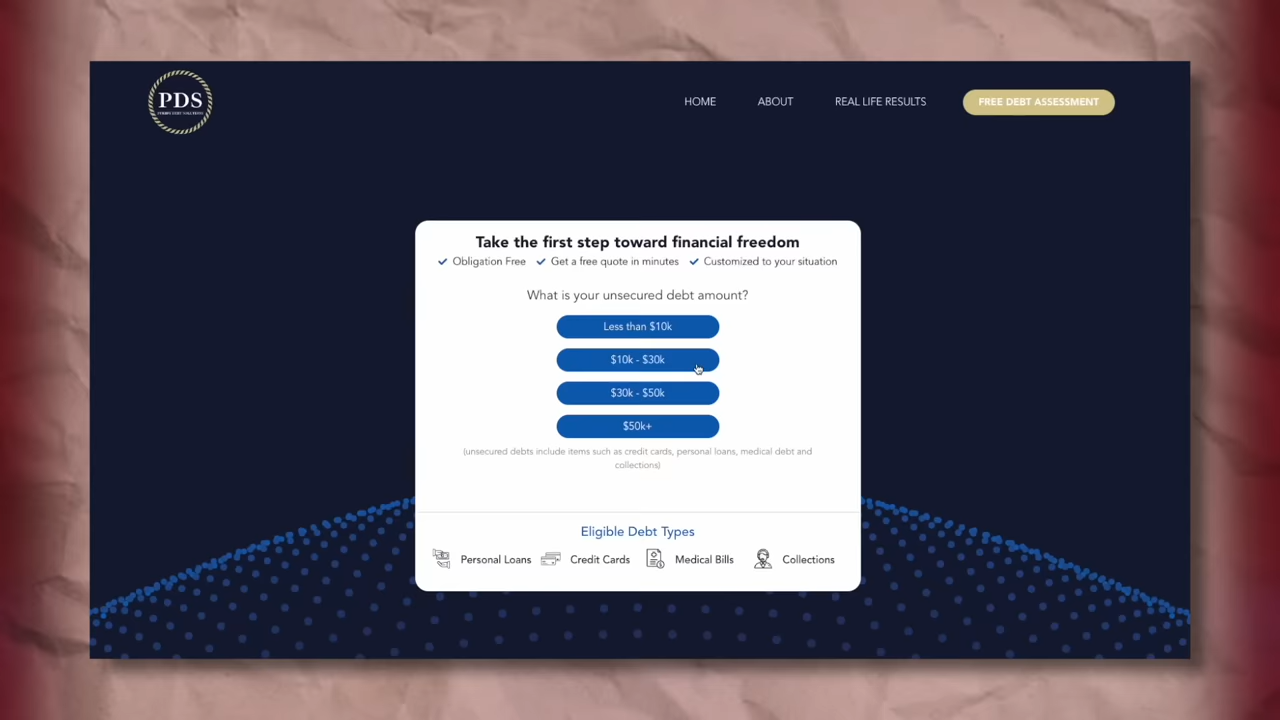 PDS
HOME
ABOUT
REAL LIFE RESULTS
FREE DEBT ASSESSMENT
Take the first step toward financial freedom
Obligation Free
Get a free quote in minutes
Customized to your situation
What is your unsecured debt amount?
Less than $10k
$10k - $30k
$30k - $50k
$50k+
(unsecured debts include items such as credit cards, personal loans, medical debt and
collections)
Eligible Debt Types
Personal Loans
Credit Cards
Medical Bills
Collections